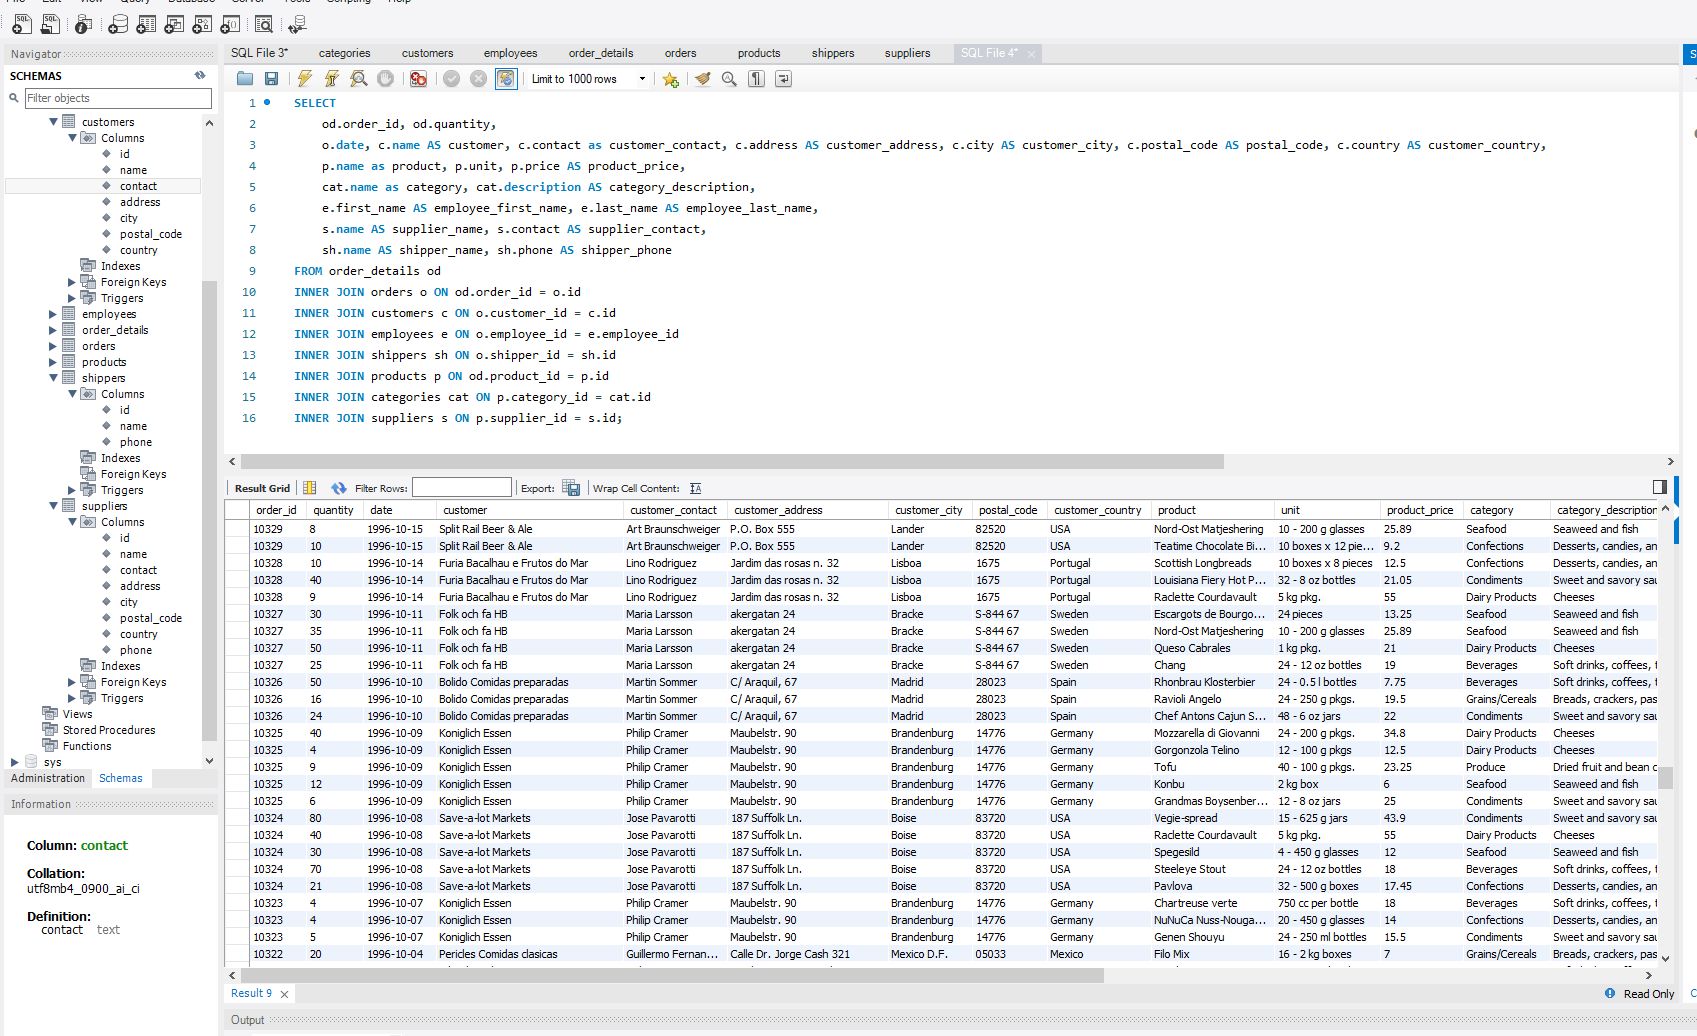 File Edit View Query Database Server Tools Scripting Help
Navigator
SCHEMAS
Filter objects
customers
Columns
id
name
contact
address
city
postal_code
country
Indexes
Foreign Keys
Triggers
employees
order_details
orders
products
shippers
Columns
id
name
phone
Indexes
Foreign Keys
Triggers
suppliers
Columns
id
name
contact
address
city
postal_code
country
phone
Indexes
Foreign Keys
Triggers
Views
Stored Procedures
Functions
sys
Administration Schemas
Information
Column: contact
Collation:
utf8mb4_0900_ai_ci
Definition:
contact text
SQL File 3* categories customers employees order_details orders products shippers suppliers SQL File 4*
Limit to 1000 rows
1 SELECT
2 od.order_id, od.quantity,
3 o.date, c.name AS customer, c.contact as customer_contact, c.address AS customer_address, c.city AS customer_city, c.postal_code AS postal_code, c.country AS customer_country,
4 p.name as product, p.unit, p.price AS product_price,
5 cat.name as category, cat.description AS category_description,
6 e.first_name AS employee_first_name, e.last_name AS employee_last_name,
7 s.name AS supplier_name, s.contact AS supplier_contact,
8 sh.name AS shipper_name, sh.phone AS shipper_phone
9 FROM order_details od
10 INNER JOIN orders o ON od.order_id = o.id
11 INNER JOIN customers c ON o.customer_id = c.id
12 INNER JOIN employees e ON o.employee_id = e.employee_id
13 INNER JOIN shippers sh ON o.shipper_id = sh.id
14 INNER JOIN products p ON od.product_id = p.id
15 INNER JOIN categories cat ON p.category_id = cat.id
16 INNER JOIN suppliers s ON p.supplier_id = s.id;
Result Grid Filter Rows: Export: Wrap Cell Content:
order_id quantity date customer customer_contact customer_address customer_city postal_code customer_country product unit product_price category category_description
10329 8 1996-10-15 Split Rail Beer & Ale Art Braunschweiger P.O. Box 555 Lander 82520 USA Nord-Ost Matjeshering 10 - 200 g glasses 25.89 Seafood Seaweed and fish
10329 10 1996-10-15 Split Rail Beer & Ale Art Braunschweiger P.O. Box 555 Lander 82520 USA Teatime Chocolate Bi... 10 boxes x 12 pie... 9.2 Confections Desserts, candies, an
10328 10 1996-10-14 Furia Bacalhau e Frutos do Mar Lino Rodriguez Jardim das rosas n. 32 Lisboa 1675 Portugal Scottish Longbreads 10 boxes x 8 pieces 12.5 Confections Desserts, candies, an
10328 40 1996-10-14 Furia Bacalhau e Frutos do Mar Lino Rodriguez Jardim das rosas n. 32 Lisboa 1675 Portugal Louisiana Fiery Hot P... 32 - 8 oz bottles 21.05 Condiments Sweet and savory sau
10328 9 1996-10-14 Furia Bacalhau e Frutos do Mar Lino Rodriguez Jardim das rosas n. 32 Lisboa 1675 Portugal Raclette Courdavault 5 kg pkg. 55 Dairy Products Cheeses
10327 30 1996-10-11 Folk och fa HB Maria Larsson akergatan 24 Bracke S-844 67 Sweden Escargots de Bourgo... 24 pieces 13.25 Seafood Seaweed and fish
10327 35 1996-10-11 Folk och fa HB Maria Larsson akergatan 24 Bracke S-844 67 Sweden Nord-Ost Matjeshering 10 - 200 g glasses 25.89 Seafood Seaweed and fish
10327 50 1996-10-11 Folk och fa HB Maria Larsson akergatan 24 Bracke S-844 67 Sweden Queso Cabrales 1 kg pkg. 21 Dairy Products Cheeses
10327 25 1996-10-11 Folk och fa HB Maria Larsson akergatan 24 Bracke S-844 67 Sweden Chang 24 - 12 oz bottles 19 Beverages Soft drinks, coffees, t
10326 50 1996-10-10 Bolido Comidas preparadas Martin Sommer C/ Araquil, 67 Madrid 28023 Spain Rhonbrau Klosterbier 24 - 0.5 l bottles 7.75 Beverages Soft drinks, coffees, t
10326 16 1996-10-10 Bolido Comidas preparadas Martin Sommer C/ Araquil, 67 Madrid 28023 Spain Ravioli Angelo 24 - 250 g pkgs. 19.5 Grains/Cereals Breads, crackers, pas
10326 24 1996-10-10 Bolido Comidas preparadas Martin Sommer C/ Araquil, 67 Madrid 28023 Spain Chef Antons Cajun S... 48 - 6 oz jars 22 Condiments Sweet and savory sau
10325 40 1996-10-09 Koniglich Essen Philip Cramer Maubelstr. 90 Brandenburg 14776 Germany Mozzarella di Giovanni 24 - 200 g pkgs. 34.8 Dairy Products Cheeses
10325 4 1996-10-09 Koniglich Essen Philip Cramer Maubelstr. 90 Brandenburg 14776 Germany Gorgonzola Telino 12 - 100 g pkgs 12.5 Dairy Products Cheeses
10325 9 1996-10-09 Koniglich Essen Philip Cramer Maubelstr. 90 Brandenburg 14776 Germany Tofu 40 - 100 g pkgs. 23.25 Produce Dried fruit and bean c
10325 12 1996-10-09 Koniglich Essen Philip Cramer Maubelstr. 90 Brandenburg 14776 Germany Konbu 2 kg box 6 Seafood Seaweed and fish
10325 6 1996-10-09 Koniglich Essen Philip Cramer Maubelstr. 90 Brandenburg 14776 Germany Grandmas Boysenber... 12 - 8 oz jars 25 Condiments Sweet and savory sau
10324 80 1996-10-08 Save-a-lot Markets Jose Pavarotti 187 Suffolk Ln. Boise 83720 USA Vegie-spread 15 - 625 g jars 43.9 Condiments Sweet and savory sau
10324 40 1996-10-08 Save-a-lot Markets Jose Pavarotti 187 Suffolk Ln. Boise 83720 USA Raclette Courdavault 5 kg pkg. 55 Dairy Products Cheeses
10324 30 1996-10-08 Save-a-lot Markets Jose Pavarotti 187 Suffolk Ln. Boise 83720 USA Spegesild 4 - 450 g glasses 12 Seafood Seaweed and fish
10324 70 1996-10-08 Save-a-lot Markets Jose Pavarotti 187 Suffolk Ln. Boise 83720 USA Steeleye Stout 24 - 12 oz bottles 18 Beverages Soft drinks, coffees, t
10324 21 1996-10-08 Save-a-lot Markets Jose Pavarotti 187 Suffolk Ln. Boise 83720 USA Pavlova 32 - 500 g boxes 17.45 Confections Desserts, candies, an
10323 4 1996-10-07 Koniglich Essen Philip Cramer Maubelstr. 90 Brandenburg 14776 Germany Chartreuse verte 750 cc per bottle 18 Beverages Soft drinks, coffees, t
10323 4 1996-10-07 Koniglich Essen Philip Cramer Maubelstr. 90 Brandenburg 14776 Germany NuNuCa Nuss-Nouga... 20 - 450 g glasses 14 Confections Desserts, candies, an
10323 5 1996-10-07 Koniglich Essen Philip Cramer Maubelstr. 90 Brandenburg 14776 Germany Genen Shouyu 24 - 250 ml bottles 15.5 Condiments Sweet and savory sau
10322 20 1996-10-04 Pericles Comidas clasicas Guillermo Fernan... Calle Dr. Jorge Cash 321 Mexico D.F. 05033 Mexico Filo Mix 16 - 2 kg boxes 7 Grains/Cereals Breads, crackers, pas
Result 9 Read Only
Output